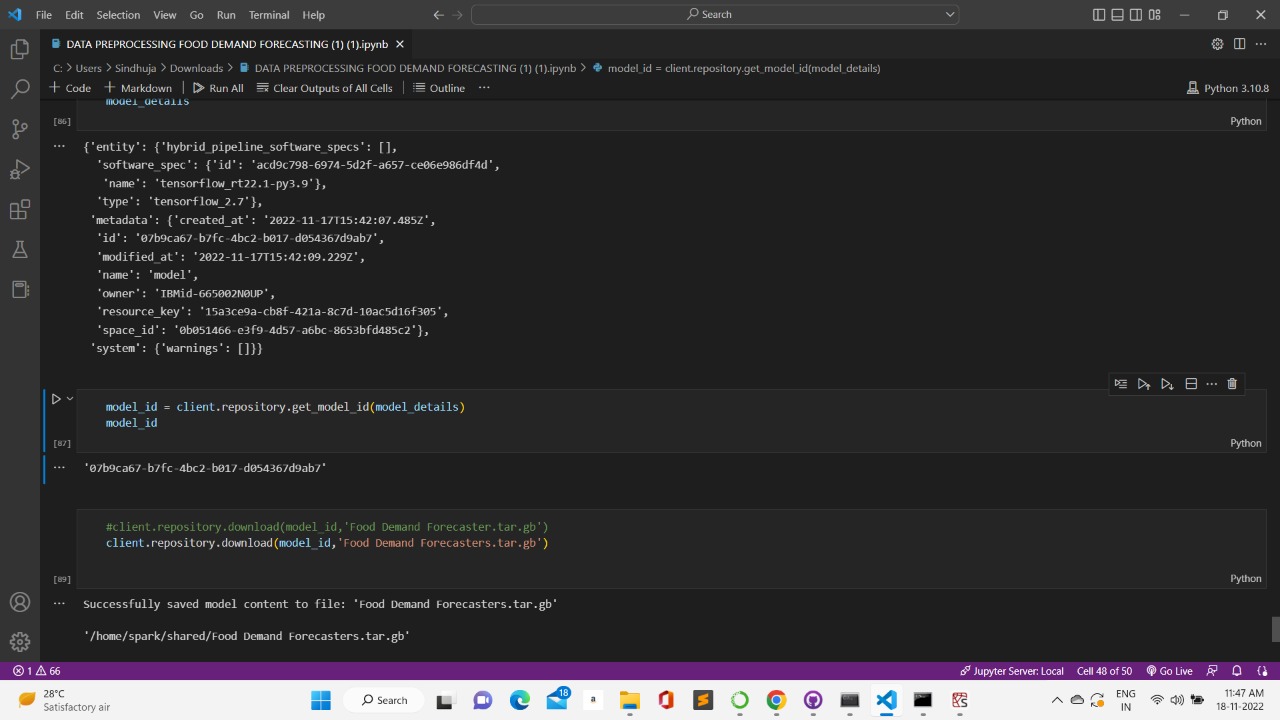 File Edit Selection View Go Run Terminal Help
Search
DATA PREPROCESSING FOOD DEMAND FORECASTING (1) (1).ipynb
C: > Users > Sindhuja > Downloads > DATA PREPROCESSING FOOD DEMAND FORECASTING (1) (1).ipynb > model_id = client.repository.get_model_id(model_details)
+ Code + Markdown Run All Clear Outputs of All Cells Outline ... Python 3.10.8
model_details
[86] Python
{'entity': {'hybrid_pipeline_software_specs': [],
'software_spec': {'id': 'acd9c798-6974-5d2f-a657-ce06e986df4d',
'name': 'tensorflow_rt22.1-py3.9'},
'type': 'tensorflow_2.7'},
'metadata': {'created_at': '2022-11-17T15:42:07.485Z',
'id': '07b9ca67-b7fc-4bc2-b017-d054367d9ab7',
'modified_at': '2022-11-17T15:42:09.229Z',
'name': 'model',
'owner': 'IBMid-665002N0UP',
'resource_key': '15a3ce9a-cb8f-421a-8c7d-10ac5d16f305',
'space_id': '0b051466-e3f9-4d57-a6bc-8653bfd485c2'},
'system': {'warnings': []}}
model_id = client.repository.get_model_id(model_details)
model_id
[87] Python
'07b9ca67-b7fc-4bc2-b017-d054367d9ab7'
#client.repository.download(model_id,'Food Demand Forecaster.tar.gb')
client.repository.download(model_id,'Food Demand Forecasters.tar.gb')
[89] Python
Successfully saved model content to file: 'Food Demand Forecasters.tar.gb'
'/home/spark/shared/Food Demand Forecasters.tar.gb'
1 66 Jupyter Server: Local Cell 48 of 50 Go Live
28°C
Satisfactory air
Search
18
a
ENG
IN
11:47 AM
18-11-2022